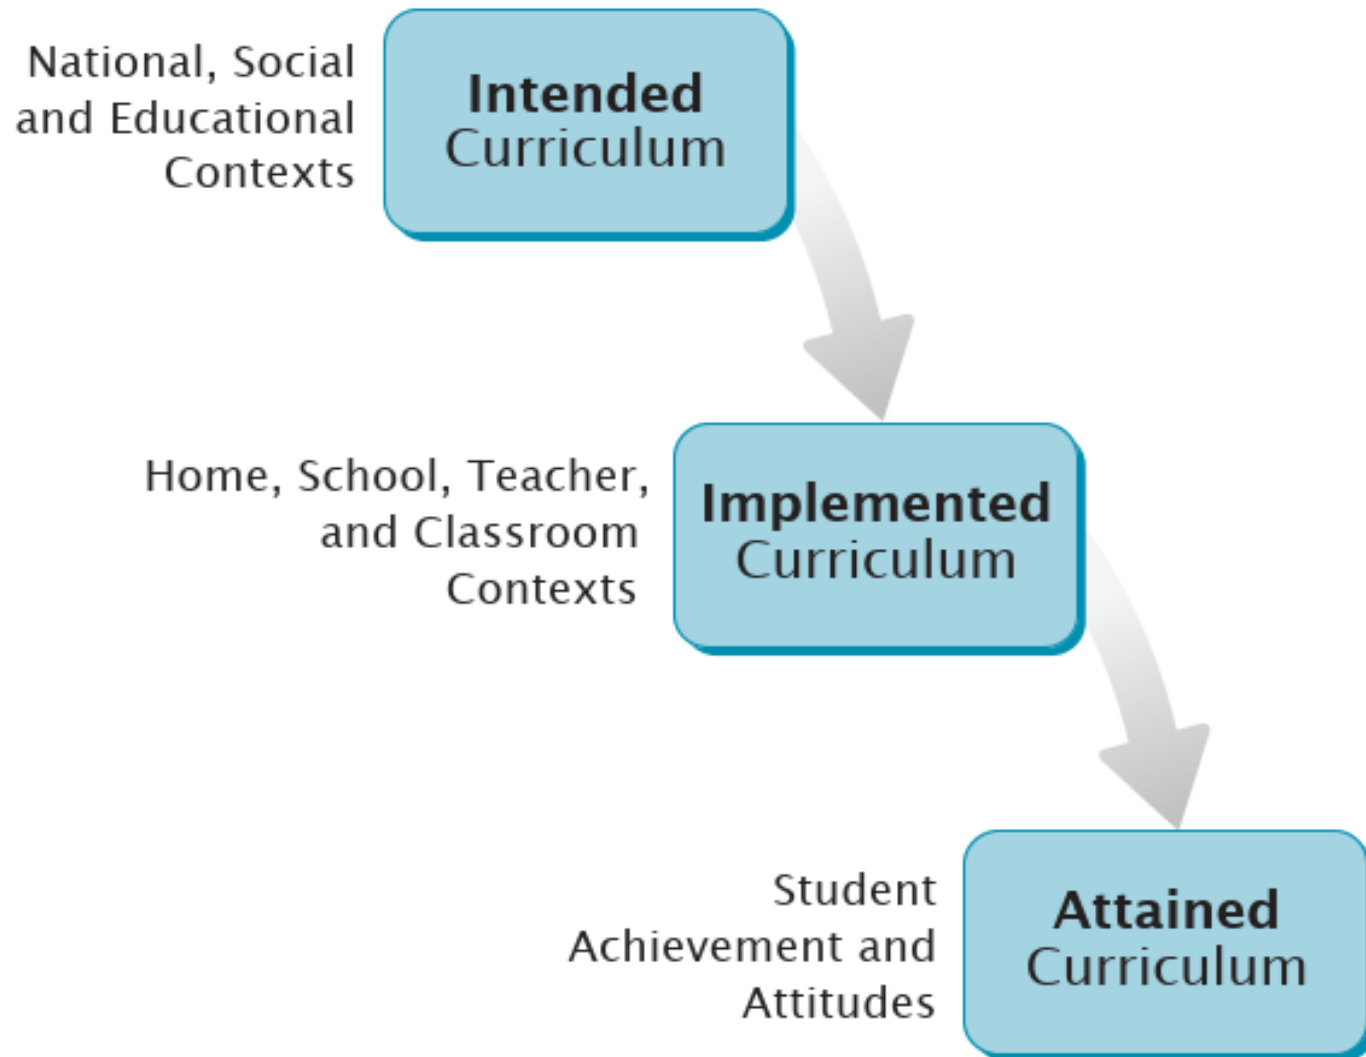 National, Social
and Educational
Contexts
Intended
Curriculum
Home, School, Teacher,
and Classroom
Contexts
Implemented
Curriculum
Student
Achievement and
Attitudes
Attained
Curriculum